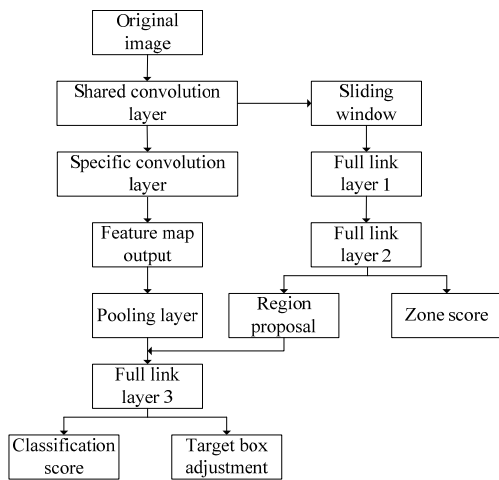 Original
image
Shared convolution
layer
Sliding
window
Specific convolution
layer
Full link
layer 1
Feature map
output
Full link
layer 2
Pooling layer
Region
proposal
Zone score
Full link
layer 3
Classification
score
Target box
adjustment